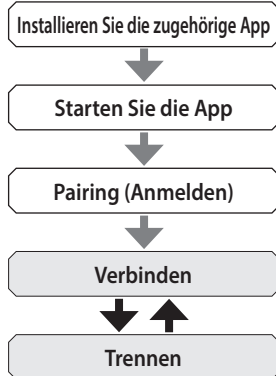 Installieren Sie die zugehörige App
Starten Sie die App
Pairing (Anmelden)
Verbinden
Trennen